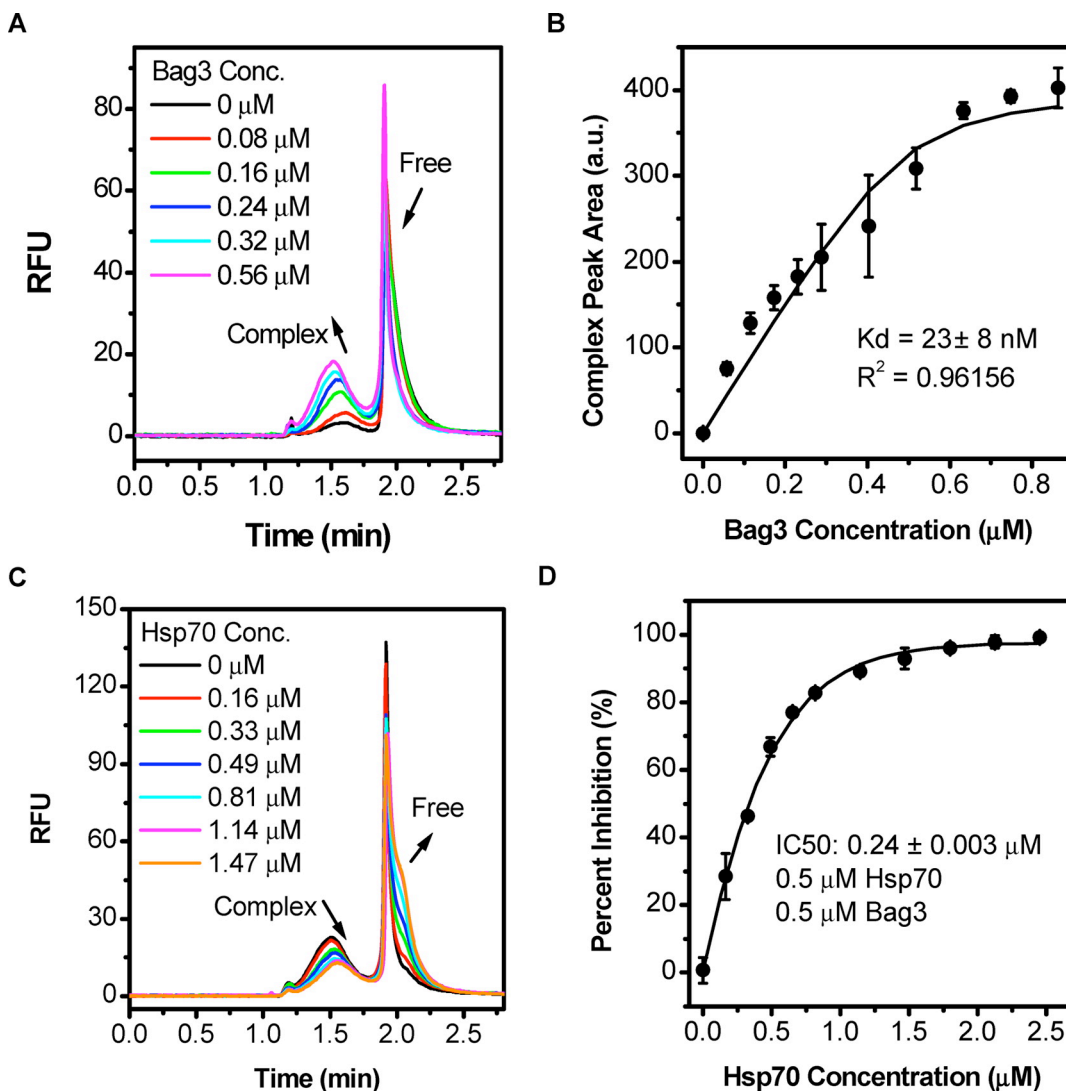 A
Bag3 Conc.
0 µM
0.08 µM
0.16 µM
0.24 µM
0.32 µM
0.56 µM
Free
Complex
RFU
80
60
40
20
0
0.0 0.5 1.0 1.5 2.0 2.5
Time (min)
B
Complex Peak Area (a.u.)
400
300
200
100
0
Kd = 23± 8 nM
R² = 0.96156
0.0 0.2 0.4 0.6 0.8
Bag3 Concentration (µM)
C
Hsp70 Conc.
0 µM
0.16 µM
0.33 µM
0.49 µM
0.81 µM
1.14 µM
1.47 µM
Free
Complex
RFU
150
120
90
60
30
0
0.0 0.5 1.0 1.5 2.0 2.5
Time (min)
D
Percent Inhibition (%)
100
80
60
40
20
0
IC50: 0.24 ± 0.003 µM
0.5 µM Hsp70
0.5 µM Bag3
0.0 0.5 1.0 1.5 2.0 2.5
Hsp70 Concentration (µM)